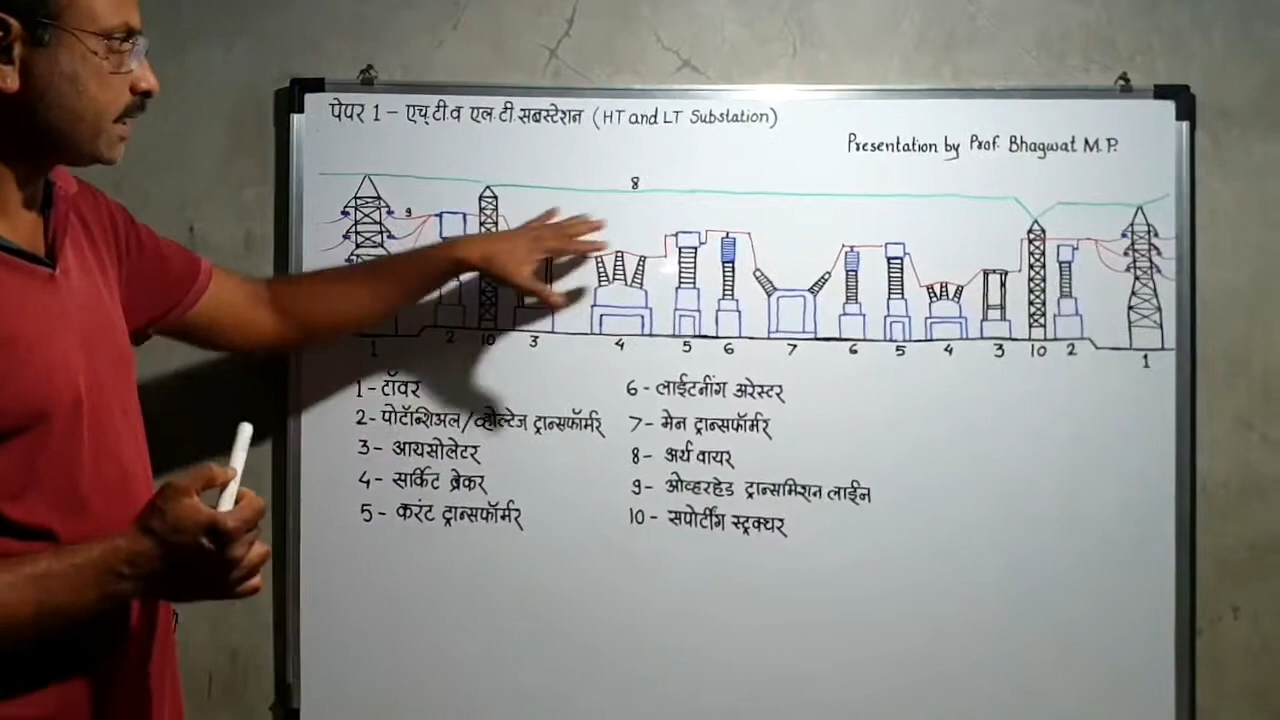 पेपर 1 - एच्.टी.व एल.टी.सबस्टेशन (HT and LT Substation)
Presentation by Prof. Bhagwat M.P.
8
9
1 2 10 3 4 5 6 7 6 5 4 3 10 2 1
1 - टॉवर
2 - पोटॅन्शिअल/व्होल्टेज ट्रान्सफॉर्मर
3 - आयसोलेटर
4 - सर्किट ब्रेकर
5 - करंट ट्रान्सफॉर्मर
6 - लाईटनींग अरेस्टर
7 - मेन ट्रान्सफॉर्मर
8 - अर्थ वायर
9 - ओव्हरहेड ट्रान्समिशन लाईन
10 - सपोर्टींग स्ट्रक्चर